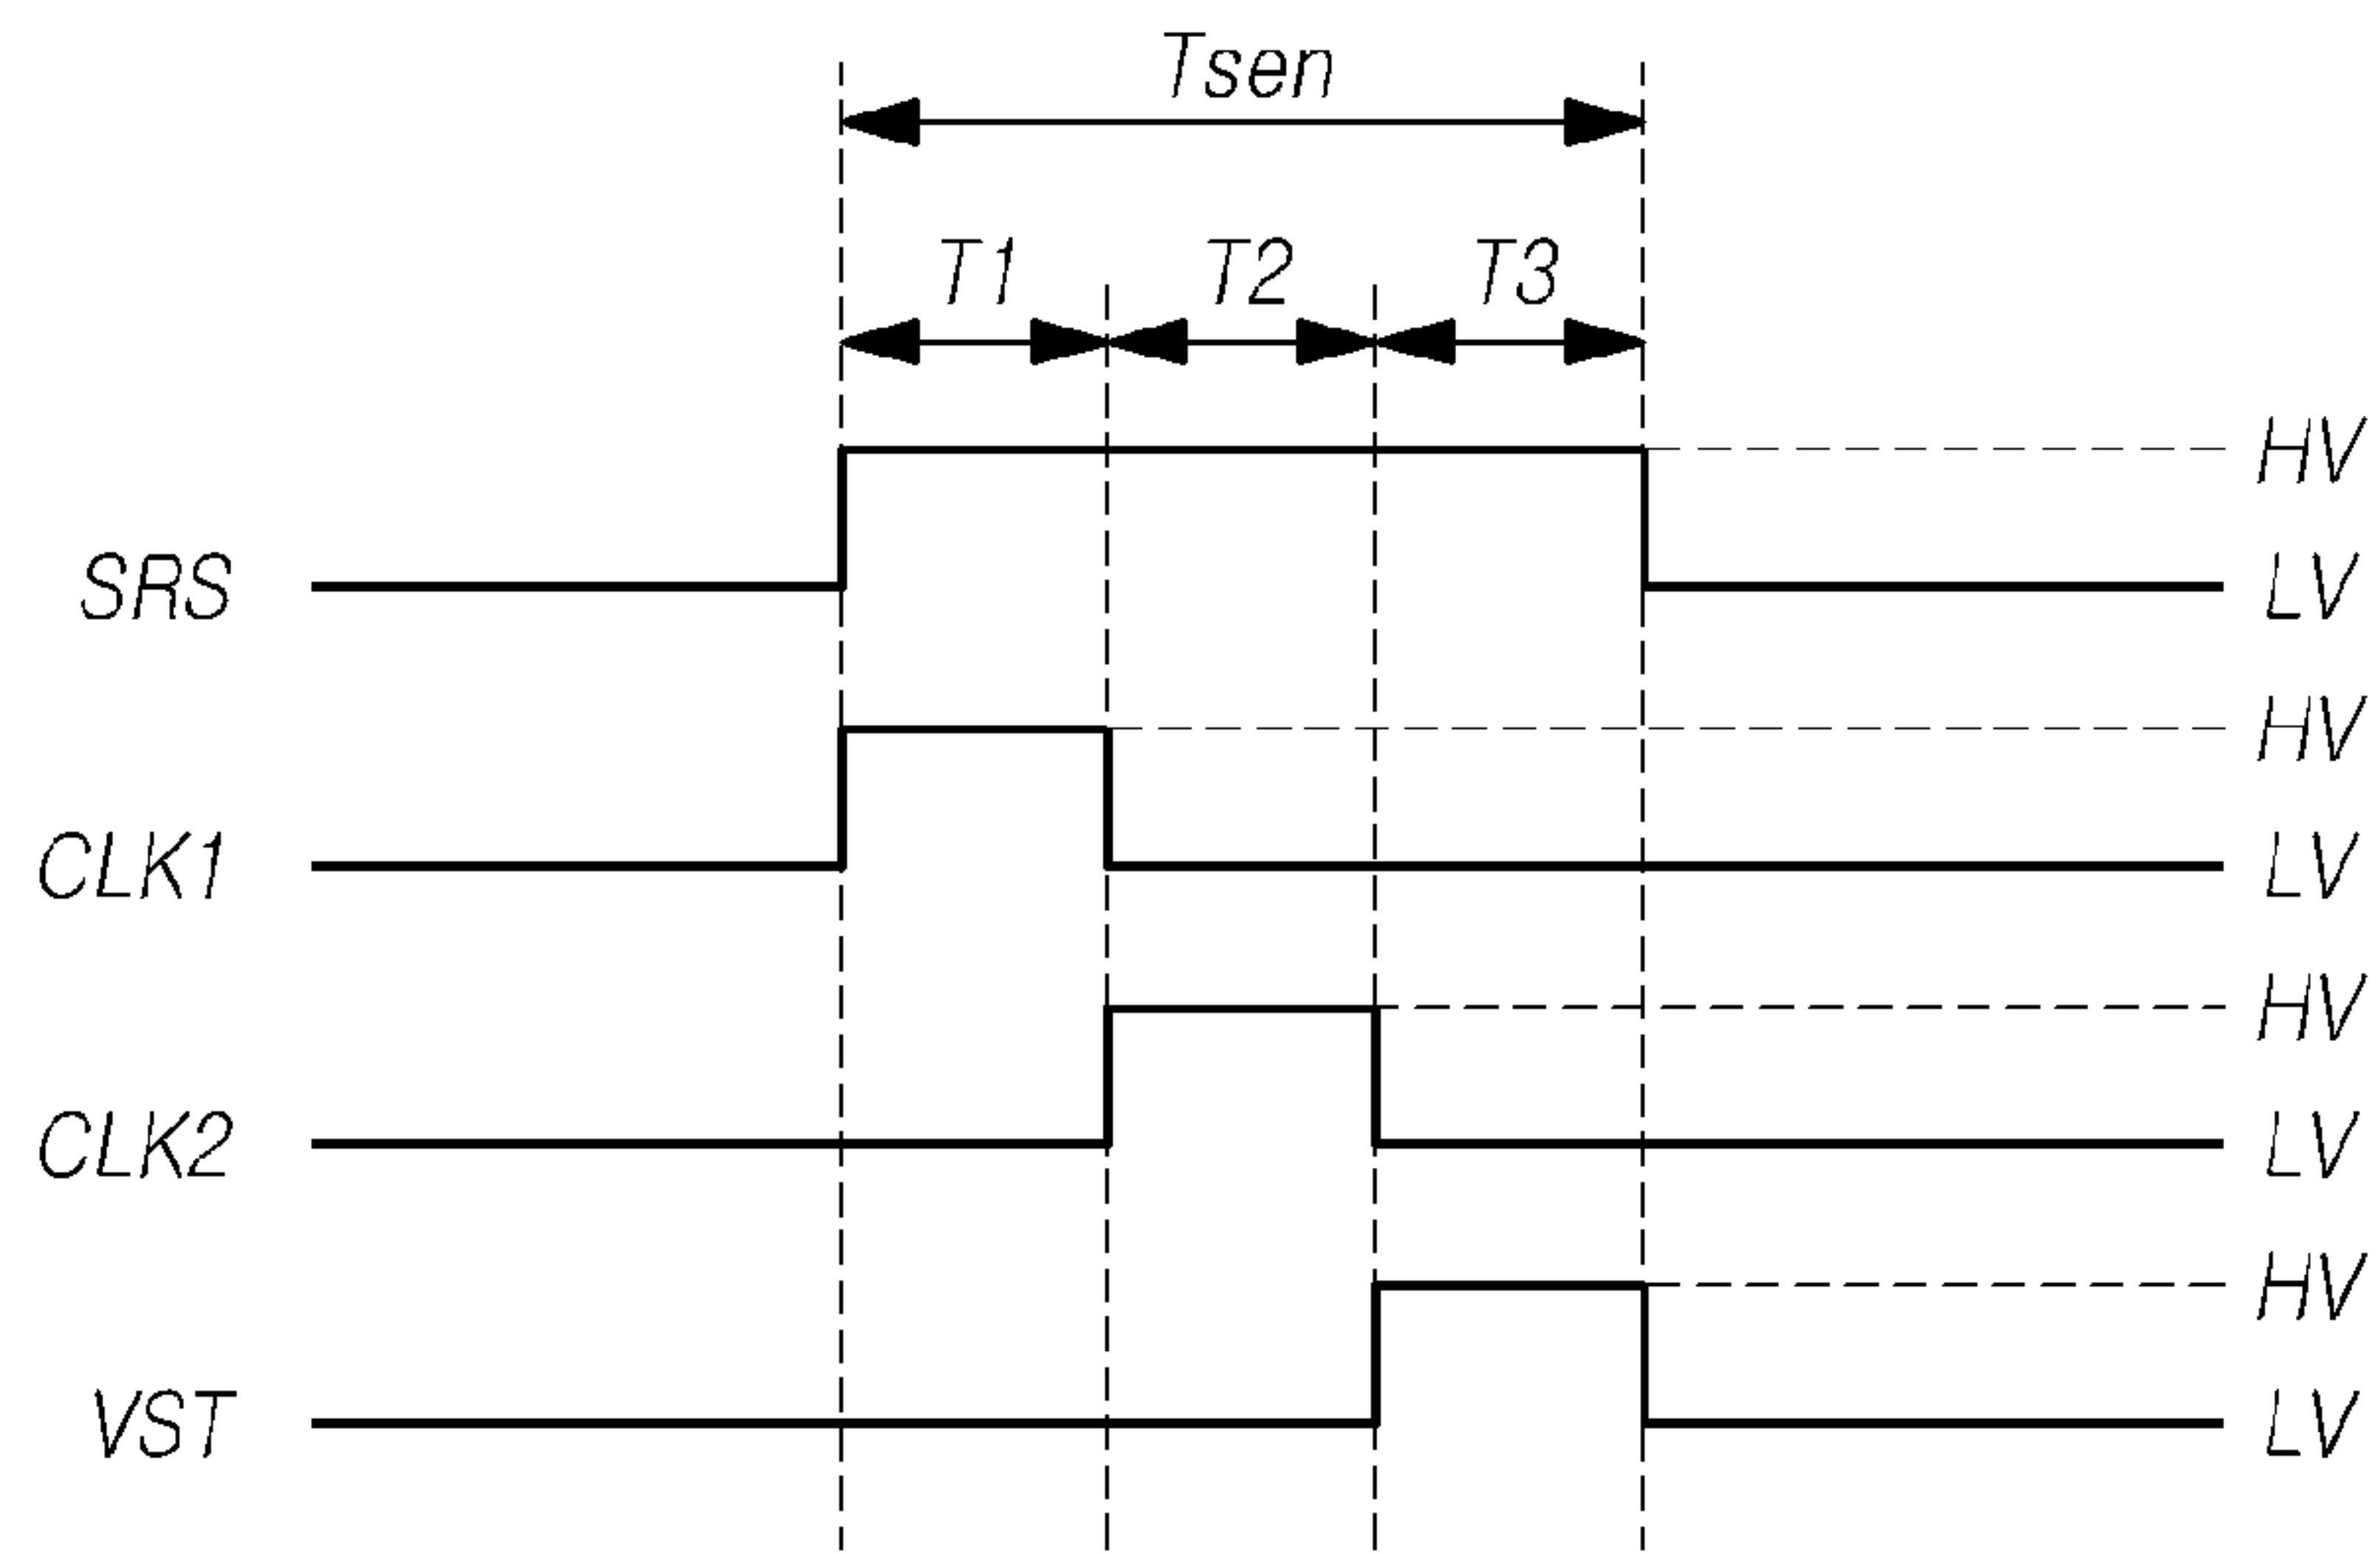 Tsen
T1 T2 T3
HV
SRS LV
HV
CLK1 LV
HV
CLK2 LV
HV
VST LV